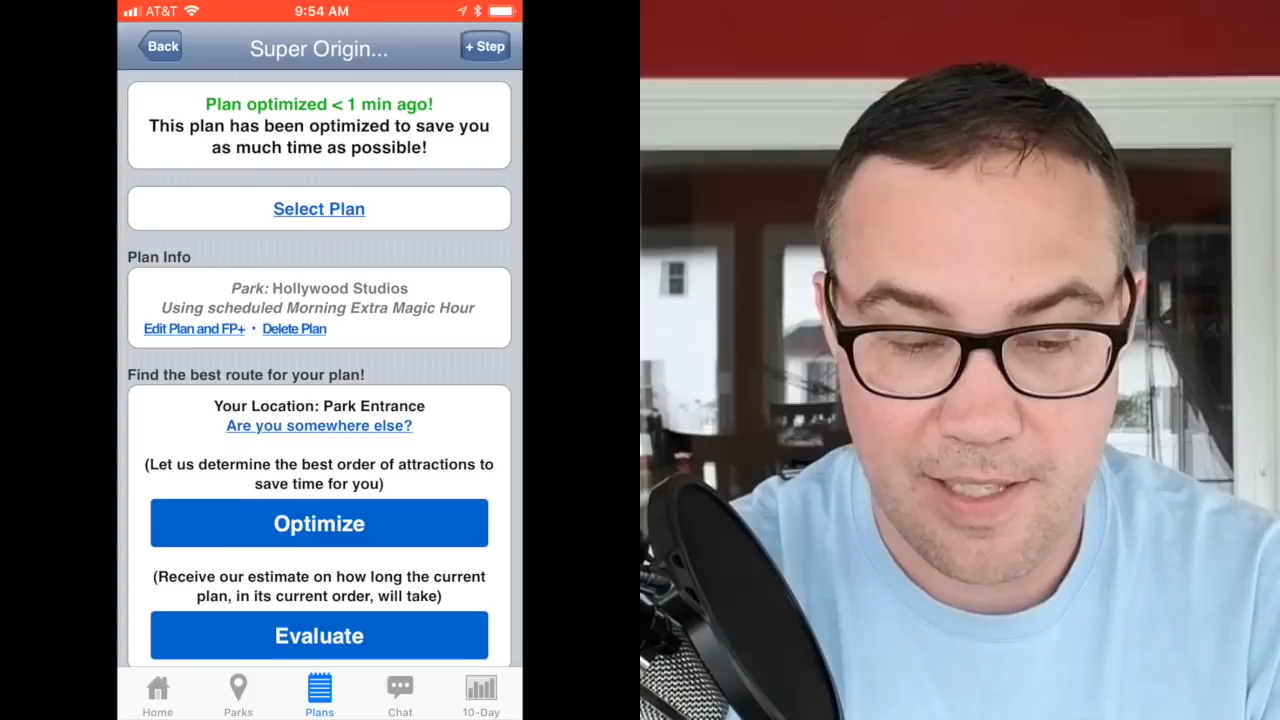 AT&T 9:54 AM
Back Super Origin... + Step
Plan optimized < 1 min ago!
This plan has been optimized to save you
as much time as possible!
Select Plan
Plan Info
Park: Hollywood Studios
Using scheduled Morning Extra Magic Hour
Edit Plan and FP+ • Delete Plan
Find the best route for your plan!
Your Location: Park Entrance
Are you somewhere else?
(Let us determine the best order of attractions to
save time for you)
Optimize
(Receive our estimate on how long the current
plan, in its current order, will take)
Evaluate
Home Parks Plans Chat 10-Day